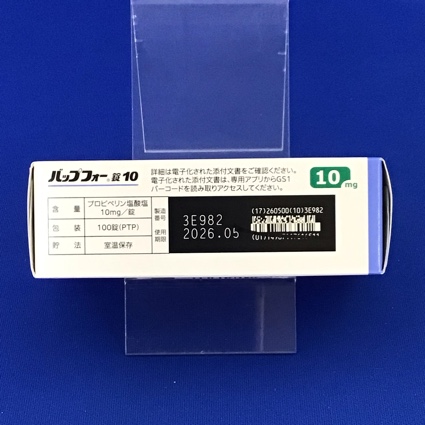 バップフォー®錠10
詳細は電子化された添付文書をご確認ください。
電子化された添付文書は、専用アプリからGS1
バーコードを読み取りアクセスしてください。
10mg
含量 プロピベリン塩酸塩
10mg/錠
包装 100錠(PTP)
貯法 室温保存
製造番号 3E982
使用期限 2026.05
(17)260500(10)3E982